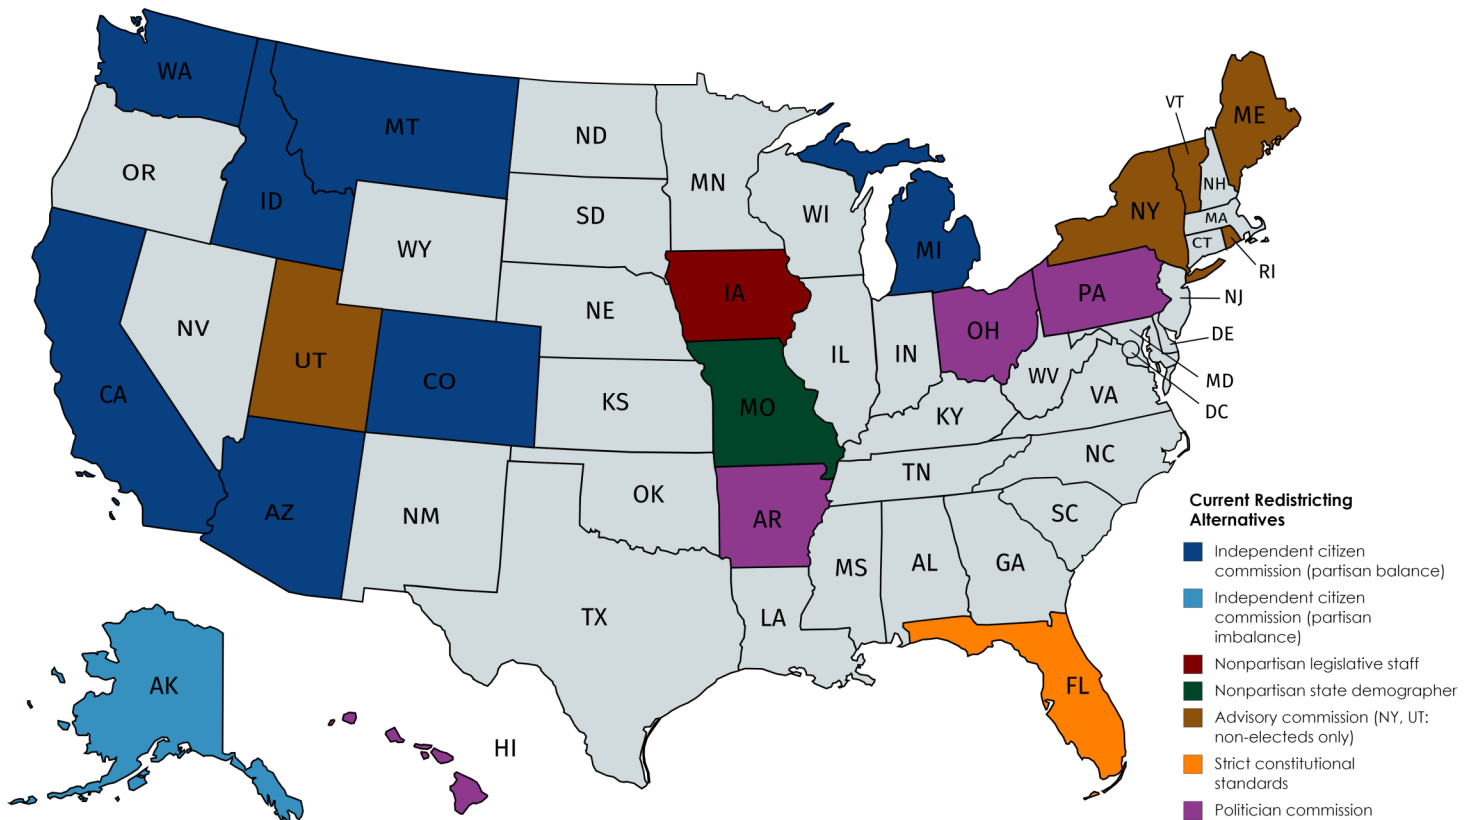 WA
MT
ND
MN
OR
ID
SD
WI
WY
MI
VT
ME
NH
NY
MA
CT
RI
IA
PA
NJ
NE
OH
DE
NV
UT
IL
IN
MD
CO
WV
DC
CA
KS
MO
KY
VA
NC
TN
OK
AR
SC
AZ
NM
MS
AL
GA
TX
LA
AK
FL
HI
Current Redistricting
Alternatives
Independent citizen
commission (partisan balance)
Independent citizen
commission (partisan
imbalance)
Nonpartisan legislative staff
Nonpartisan state demographer
Advisory commission (NY, UT:
non-electeds only)
Strict constitutional
standards
Politician commission